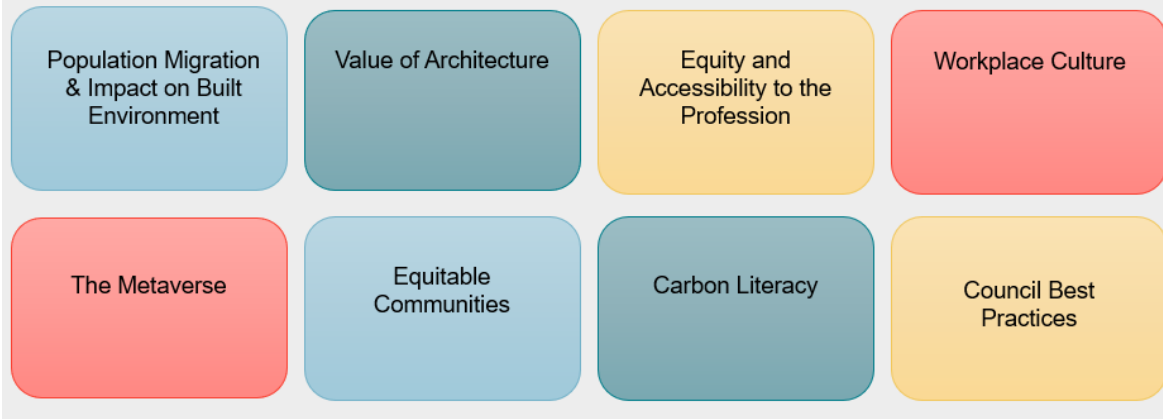 Population Migration
& Impact on Built
Environment
Value of Architecture
Equity and
Accessibility to the
Profession
Workplace Culture
The Metaverse
Equitable
Communities
Carbon Literacy
Council Best
Practices